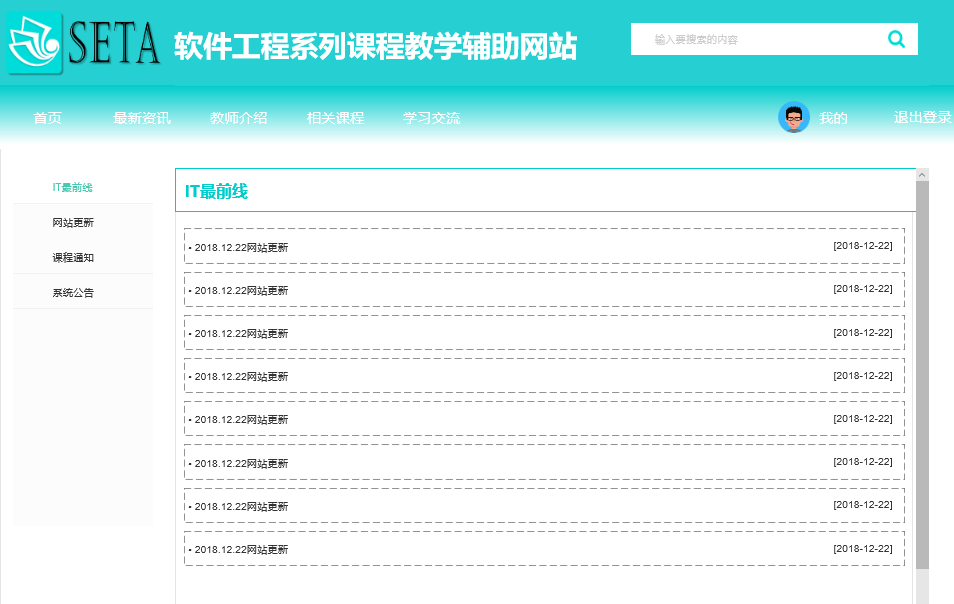 SETA 软件工程系列课程教学辅助网站
输入要搜索的内容
首页 最新资讯 教师介绍 相关课程 学习交流 我的 退出登录
IT最前线
网站更新
课程通知
系统公告
IT最前线
• 2018.12.22网站更新 [2018-12-22]
• 2018.12.22网站更新 [2018-12-22]
• 2018.12.22网站更新 [2018-12-22]
• 2018.12.22网站更新 [2018-12-22]
• 2018.12.22网站更新 [2018-12-22]
• 2018.12.22网站更新 [2018-12-22]
• 2018.12.22网站更新 [2018-12-22]
• 2018.12.22网站更新 [2018-12-22]